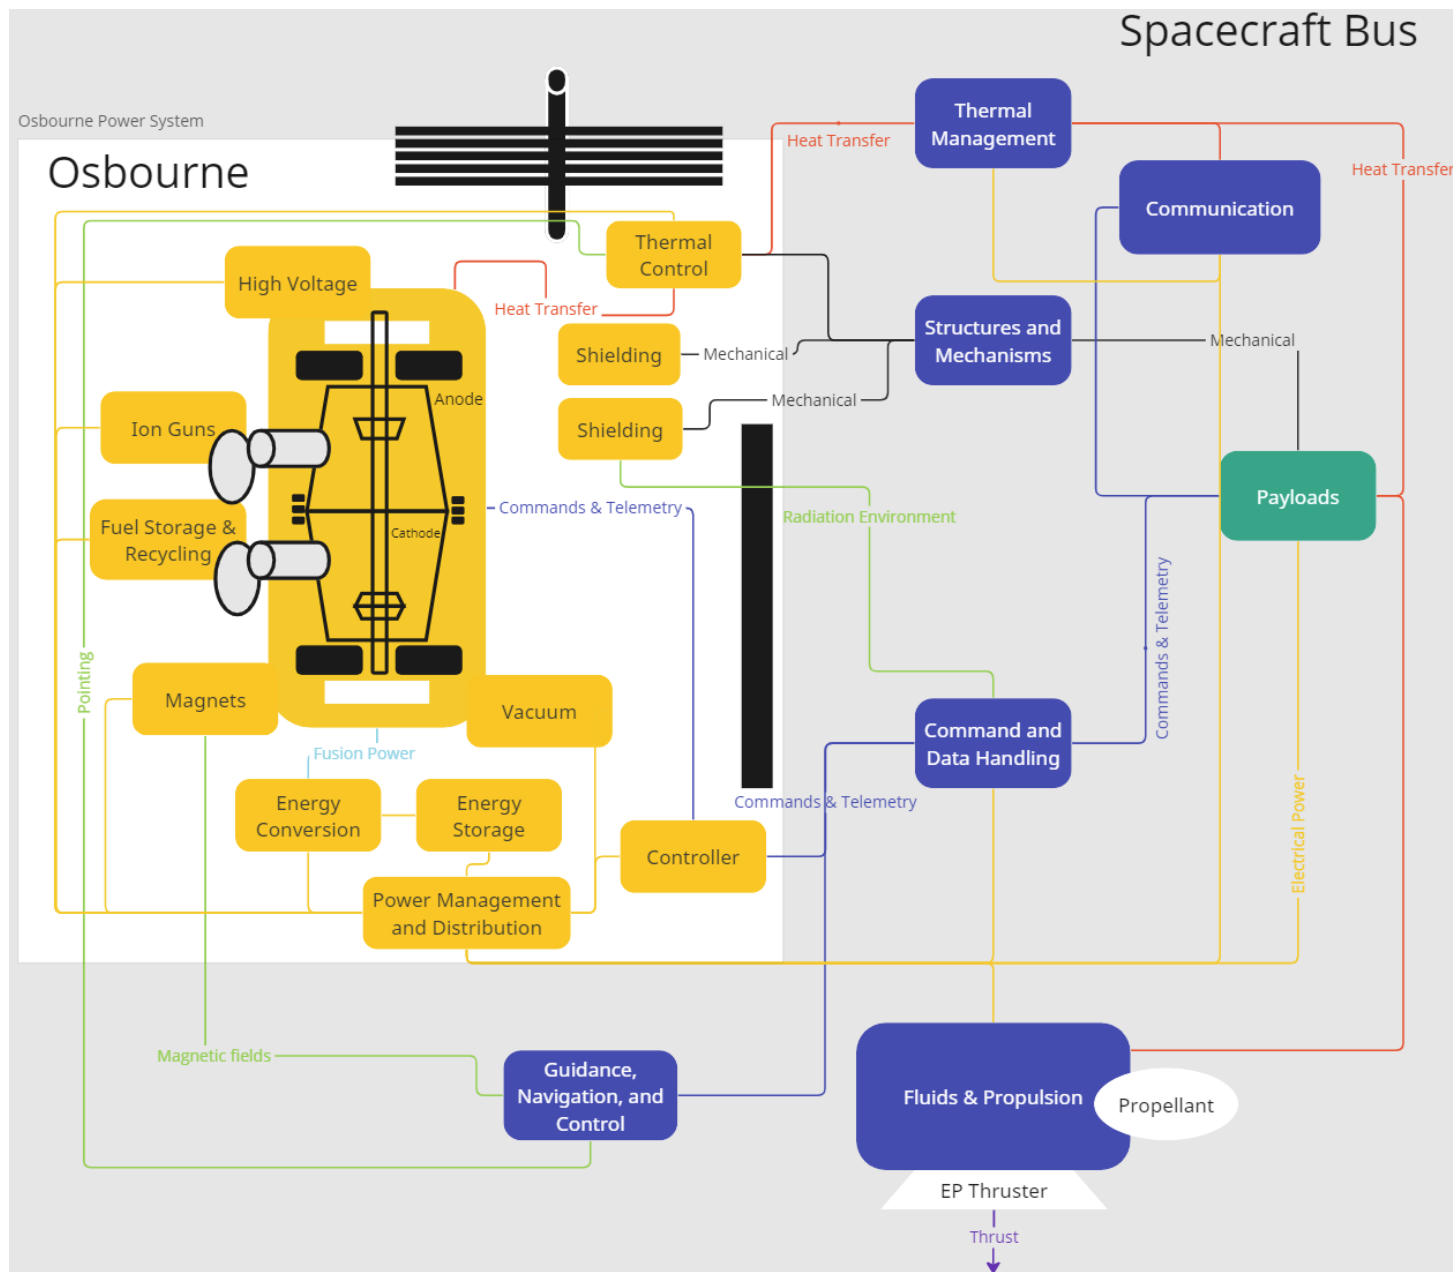 Spacecraft Bus
Osbourne Power System
Osbourne
Thermal
Management
Heat Transfer
Heat Transfer
Communication
Thermal
Control
High Voltage
Heat Transfer
Structures and
Mechanisms
Mechanical
Shielding
Mechanical
Anode
Mechanical
Shielding
Ion Guns
Payloads
Commands & Telemetry
Radiation Environment
Fuel Storage &
Recycling
Cathode
Commands & Telemetry
Pointing
Magnets
Vacuum
Command and
Data Handling
Fusion Power
Commands & Telemetry
Energy
Conversion
Energy
Storage
Electrical Power
Controller
Power Management
and Distribution
Magnetic fields
Guidance,
Navigation, and
Control
Fluids & Propulsion
Propellant
EP Thruster
Thrust